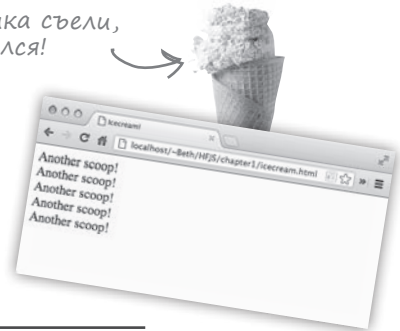 ка съели,
лся!
Icecream!
localhost/~Beth/HFJS/chapter1/icecream.html
Another scoop!
Another scoop!
Another scoop!
Another scoop!
Another scoop!